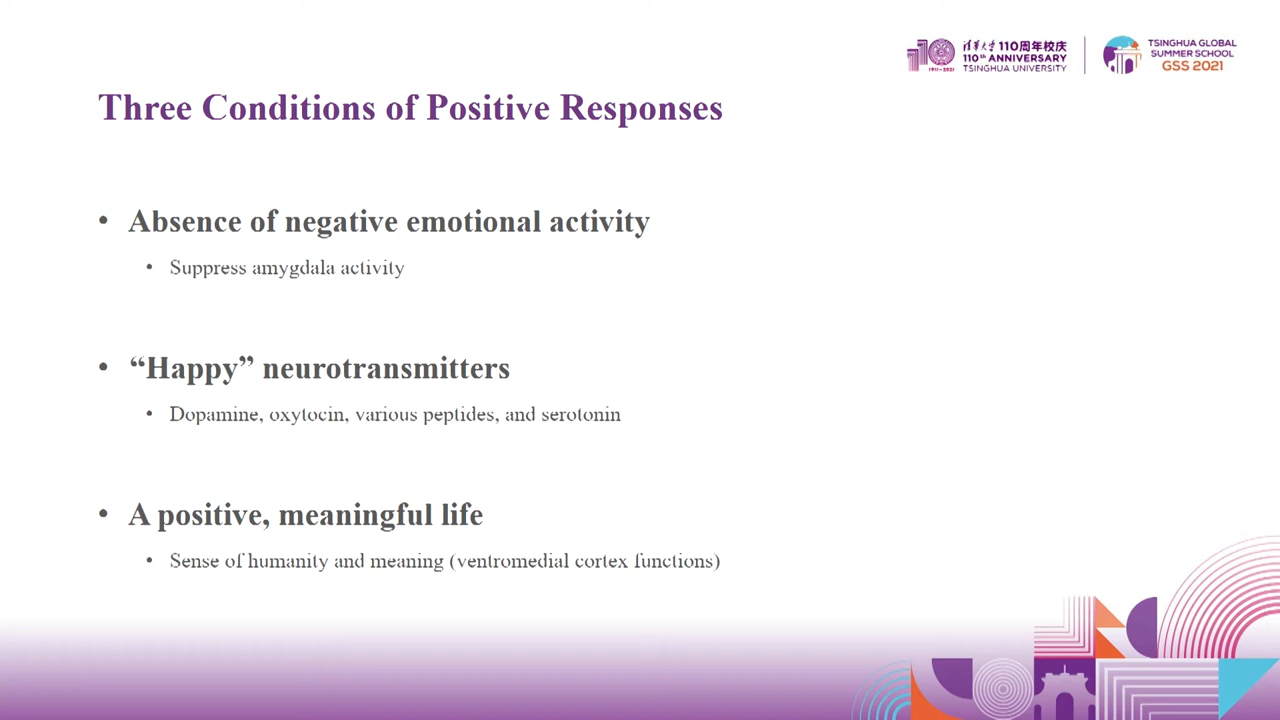 清华大学 110周年校庆
110th ANNIVERSARY
TSINGHUA UNIVERSITY
1911-2021
TSINGHUA GLOBAL
SUMMER SCHOOL
GSS 2021
Three Conditions of Positive Responses
• Absence of negative emotional activity
• Suppress amygdala activity
• “Happy” neurotransmitters
• Dopamine, oxytocin, various peptides, and serotonin
• A positive, meaningful life
• Sense of humanity and meaning (ventromedial cortex functions)